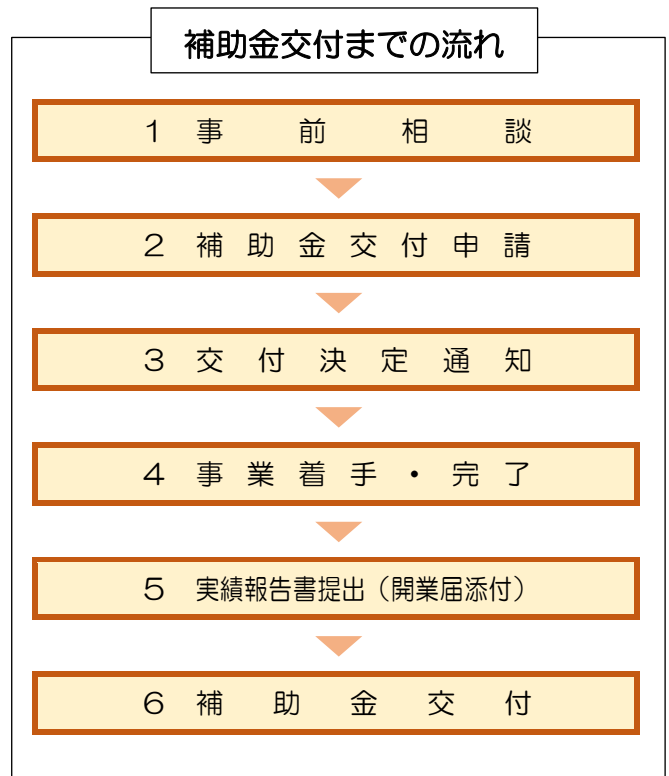 補助金交付までの流れ
1 事前相談
2 補助金交付申請
3 交付決定通知
4 事業着手・完了
5 実績報告書提出（開業届添付）
6 補助金交付